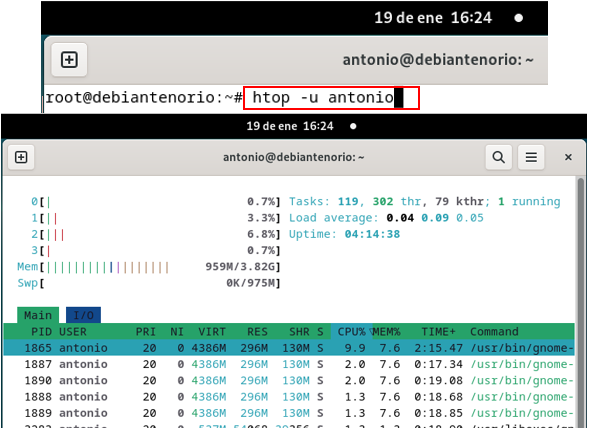 19 de ene 16:24
antonio@debiantenorio: ~
root@debiantenorio:~# htop -u antonio
19 de ene 16:24
antonio@debiantenorio: ~
0[| 0.7%] Tasks: 119, 302 thr, 79 kthr; 1 running
1[|| 3.3%] Load average: 0.04 0.09 0.05
2[||| 6.8%] Uptime: 04:14:38
3[| 0.7%]
Mem[|||||||||||||||||||| 959M/3.82G]
Swp[ 0K/975M]
Main I/O
PID USER PRI NI VIRT RES SHR S CPU%▽MEM% TIME+ Command
1865 antonio 20 0 4386M 296M 130M S 9.9 7.6 2:15.47 /usr/bin/gnome-
1887 antonio 20 0 4386M 296M 130M S 2.0 7.6 0:17.34 /usr/bin/gnome-
1890 antonio 20 0 4386M 296M 130M S 2.0 7.6 0:19.08 /usr/bin/gnome-
1888 antonio 20 0 4386M 296M 130M S 1.3 7.6 0:18.68 /usr/bin/gnome-
1889 antonio 20 0 4386M 296M 130M S 1.3 7.6 0:18.85 /usr/bin/gnome-